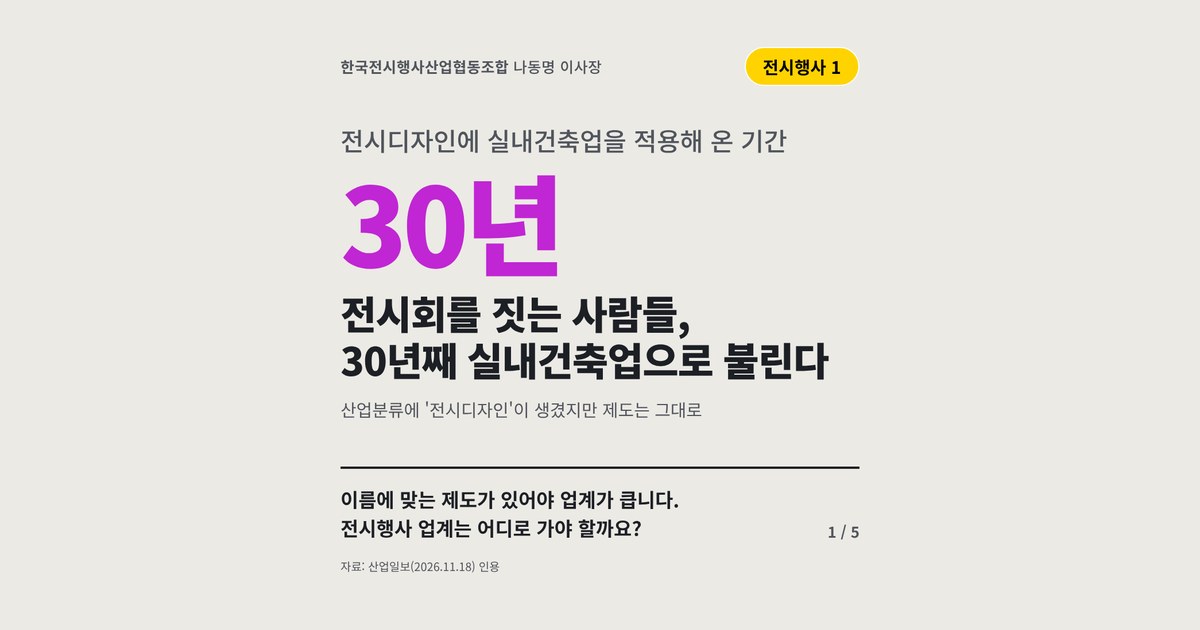 한국전시행사산업협동조합 나동명 이사장
전시행사 1
전시디자인에 실내건축업을 적용해 온 기간
30년
전시회를 짓는 사람들,
30년째 실내건축업으로 불린다
산업분류에 '전시디자인'이 생겼지만 제도는 그대로
이름에 맞는 제도가 있어야 업계가 큽니다.
전시행사 업계는 어디로 가야 할까요?
1 / 5
자료: 산업일보(2026.11.18) 인용